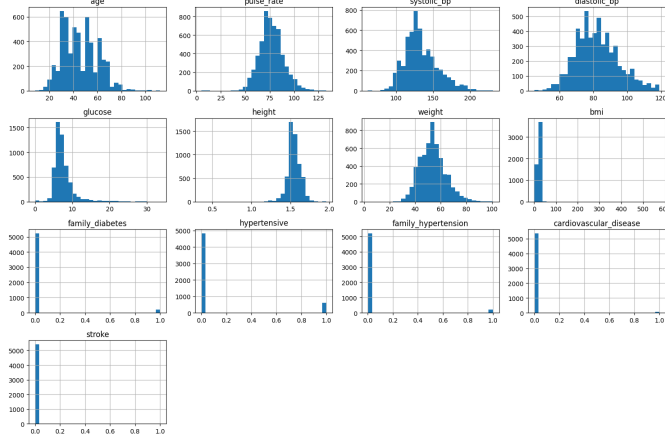 age pulse_rate systolic_bp diastolic_bp
600 400 200 0
20 40 60 80 100
800 600 400 200 0
0 25 50 75 100 125
800 600 400 200 0
100 150 200
500 400 300 200 100 0
60 80 100 120
glucose height weight bmi
1500 1000 500 0
0 10 20 30
1500 1000 500 0
0.5 1.0 1.5 2.0
800 600 400 200 0
0 20 40 60 80 100
3000 2000 1000 0
0 100 200 300 400 500
family_diabetes hypertensive family_hypertension cardiovascular_disease
5000 4000 3000 2000 1000 0
0.0 0.2 0.4 0.6 0.8 1.0
5000 4000 3000 2000 1000 0
0.0 0.2 0.4 0.6 0.8 1.0
5000 4000 3000 2000 1000 0
0.0 0.2 0.4 0.6 0.8 1.0
5000 4000 3000 2000 1000 0
0.0 0.2 0.4 0.6 0.8 1.0
stroke
5000 4000 3000 2000 1000 0
0.0 0.2 0.4 0.6 0.8 1.0